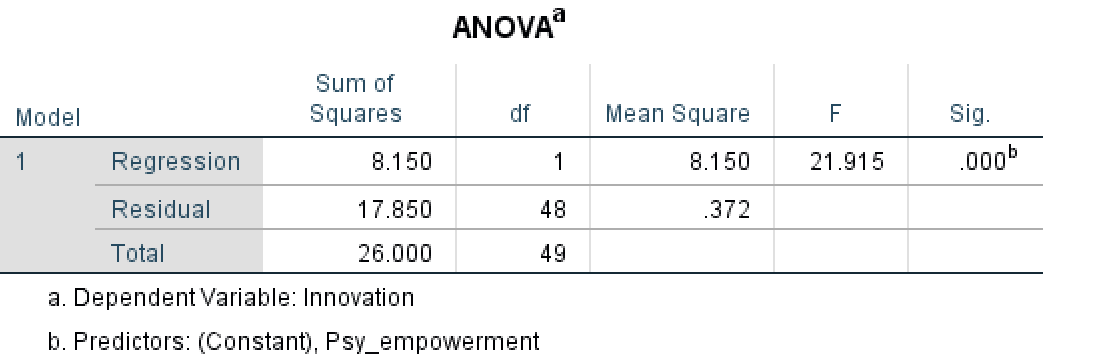 ANOVAa
Sum of
Squares
Model df Mean Square F Sig.
1 Regression 8.150 1 8.150 21.915 .000b
Residual 17.850 48 .372
Total 26.000 49
a. Dependent Variable: Innovation
b. Predictors: (Constant), Psy_empowerment